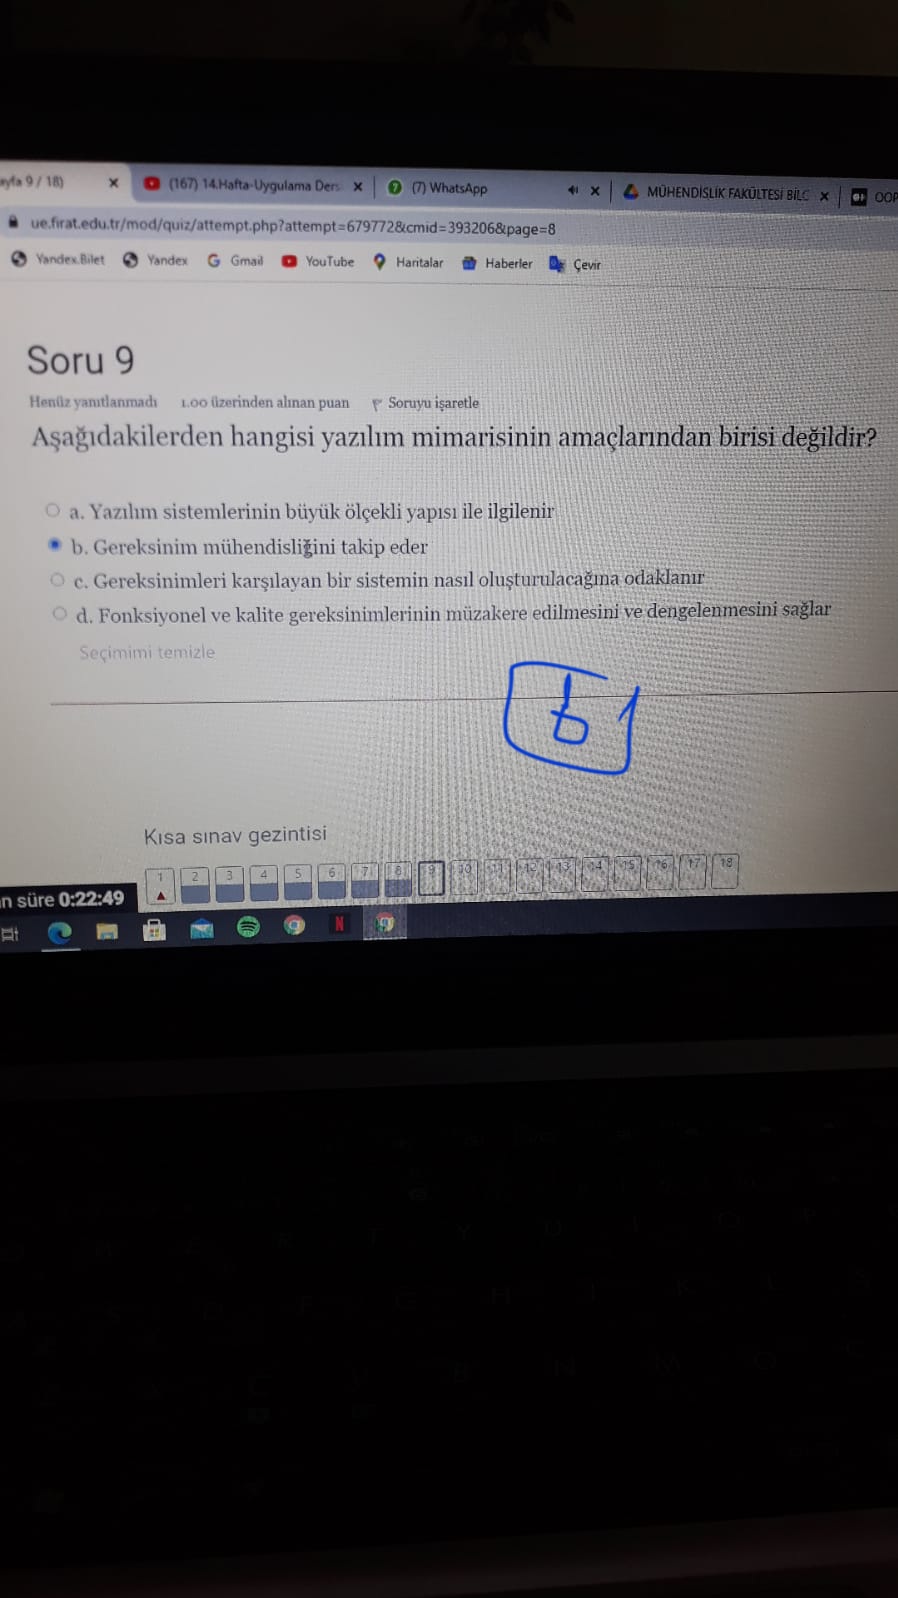 ayfa 9 / 18)
(167) 14.Hafta-Uygulama Ders
(7) WhatsApp
MÜHENDİSLİK FAKÜLTESİ BİLG
OOP
ue.firat.edu.tr/mod/quiz/attempt.php?attempt=679772&cmid=393206&page=8
Yandex.Bilet
Yandex
Gmail
YouTube
Haritalar
Haberler
Çevir
Soru 9
Henüz yanıtlanmadı 1.00 üzerinden alınan puan Soruyu işaretle
Aşağıdakilerden hangisi yazılım mimarisinin amaçlarından birisi değildir?
a. Yazılım sistemlerinin büyük ölçekli yapısı ile ilgilenir
b. Gereksinim mühendisliğini takip eder
c. Gereksinimleri karşılayan bir sistemin nasıl oluşturulacağına odaklanır
d. Fonksiyonel ve kalite gereksinimlerinin müzakere edilmesini ve dengelenmesini sağlar
Seçimimi temizle
b
Kısa sınav gezintisi
1 2 3 4 5 6 7 8 9 10 11 12 13 14 15 16 17 18
n süre 0:22:49